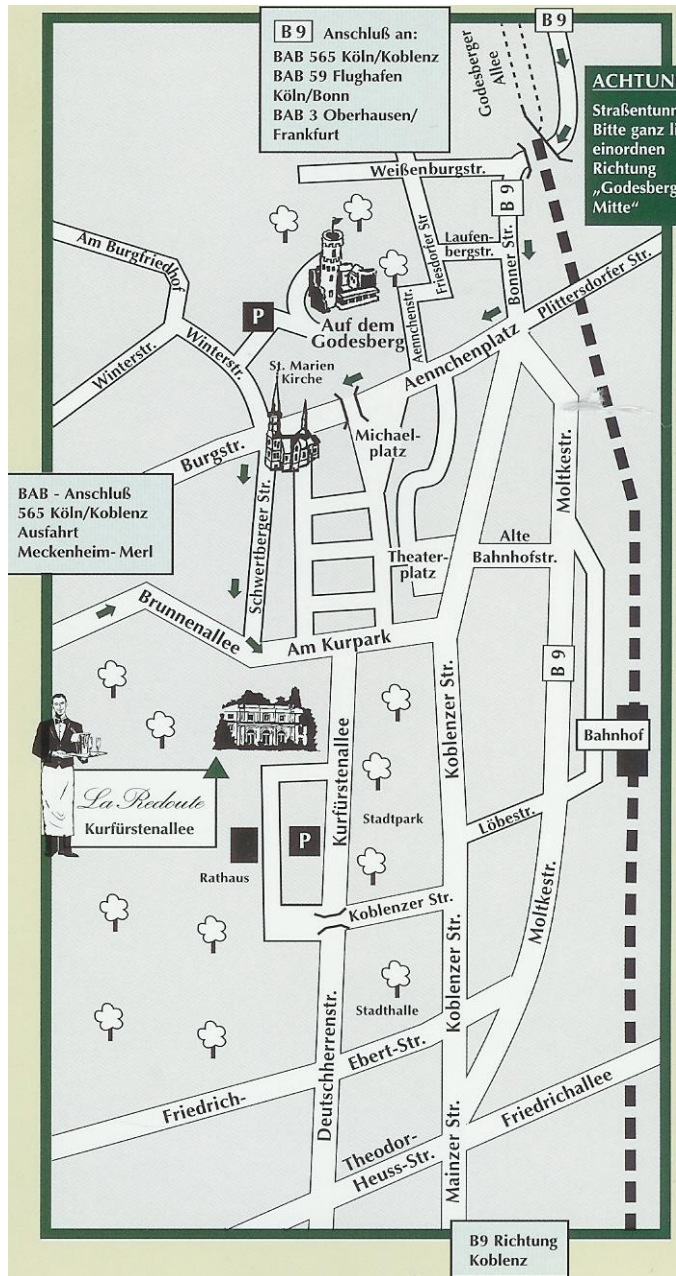 B 9 Anschluß an:
BAB 565 Köln/Koblenz
BAB 59 Flughafen
Köln/Bonn
BAB 3 Oberhausen/
Frankfurt
Godesberger
Allee
B 9
ACHTUN
Straßentunn
Bitte ganz li
einordnen
Richtung
„Godesberg
Mitte“
Weißenburgstr.
B 9
Friesdorfer Str
Laufen-
bergstr.
Bonner Str.
Plittersdorfer Str.
Am Burgfriedhof
P
Auf dem
Godesberg
Aennchenstr.
Aennchenplatz
Winterstr.
Winterstr.
St. Marien
Kirche
Burgstr.
Michael-
platz
Moltkestr.
BAB - Anschluß
565 Köln/Koblenz
Ausfahrt
Meckenheim-Merl
Schwertberger Str.
Theater-
platz
Alte
Bahnhofstr.
Brunnenallee
Am Kurpark
B 9
Koblenzer Str.
Bahnhof
La Redoute
Kurfürstenallee
Kurfürstenallee
Stadtpark
Löbestr.
P
Rathaus
Koblenzer Str.
Moltkestr.
Koblenzer Str.
Stadthalle
Deutschherrenstr.
Friedrich-
Ebert-Str.
Friedrichallee
Theodor-
Heuss-Str.
Mainzer Str.
B9 Richtung
Koblenz